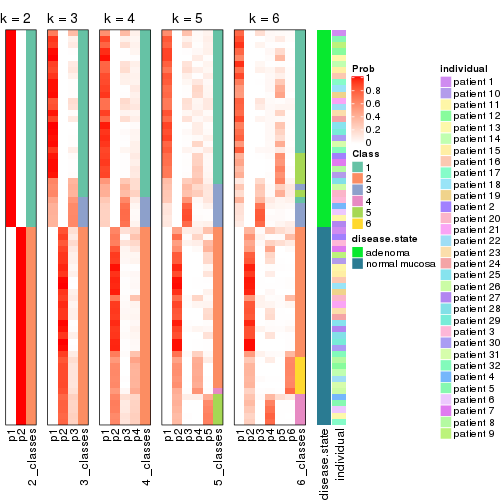 k = 2
k = 3
k = 4
k = 5
k = 6
p1
p2
2_classes
p1
p2
p3
3_classes
p1
p2
p3
p4
4_classes
p1
p2
p3
p4
p5
5_classes
p1
p2
p3
p4
p5
p6
6_classes
disease.state
individual
Prob
1
0.8
0.6
0.4
0.2
0
Class
1
2
3
4
5
6
disease.state
adenoma
normal mucosa
individual
patient 1
patient 10
patient 11
patient 12
patient 13
patient 14
patient 15
patient 16
patient 17
patient 18
patient 19
patient 2
patient 20
patient 21
patient 22
patient 23
patient 24
patient 25
patient 26
patient 27
patient 28
patient 29
patient 3
patient 30
patient 31
patient 32
patient 4
patient 5
patient 6
patient 7
patient 8
patient 9